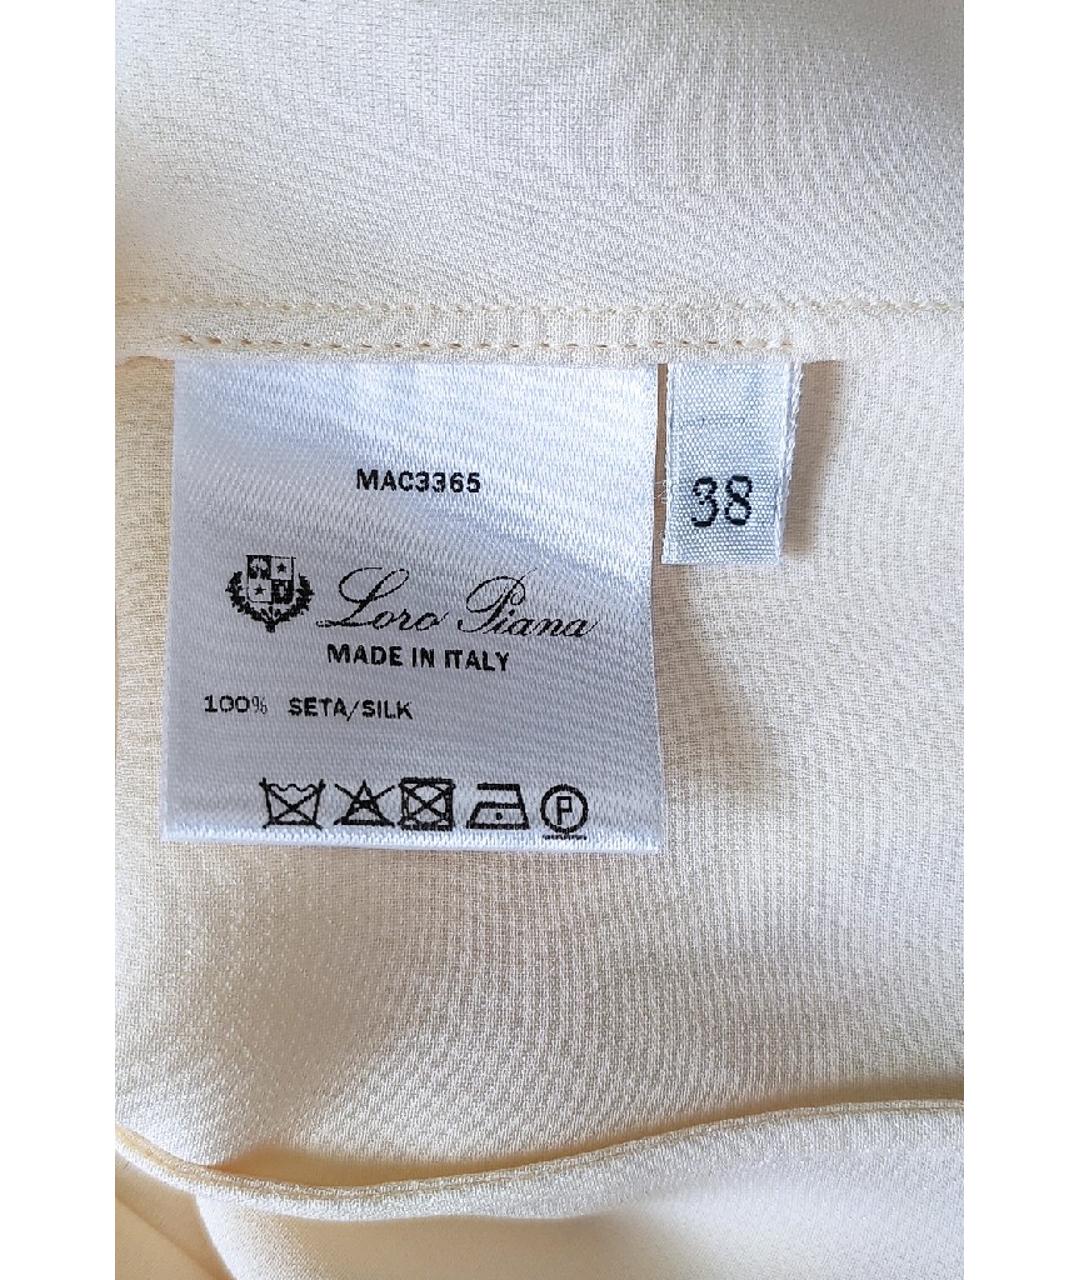 MAC3365
38
Loro Piana
MADE IN ITALY
100% SETA/SILK
P